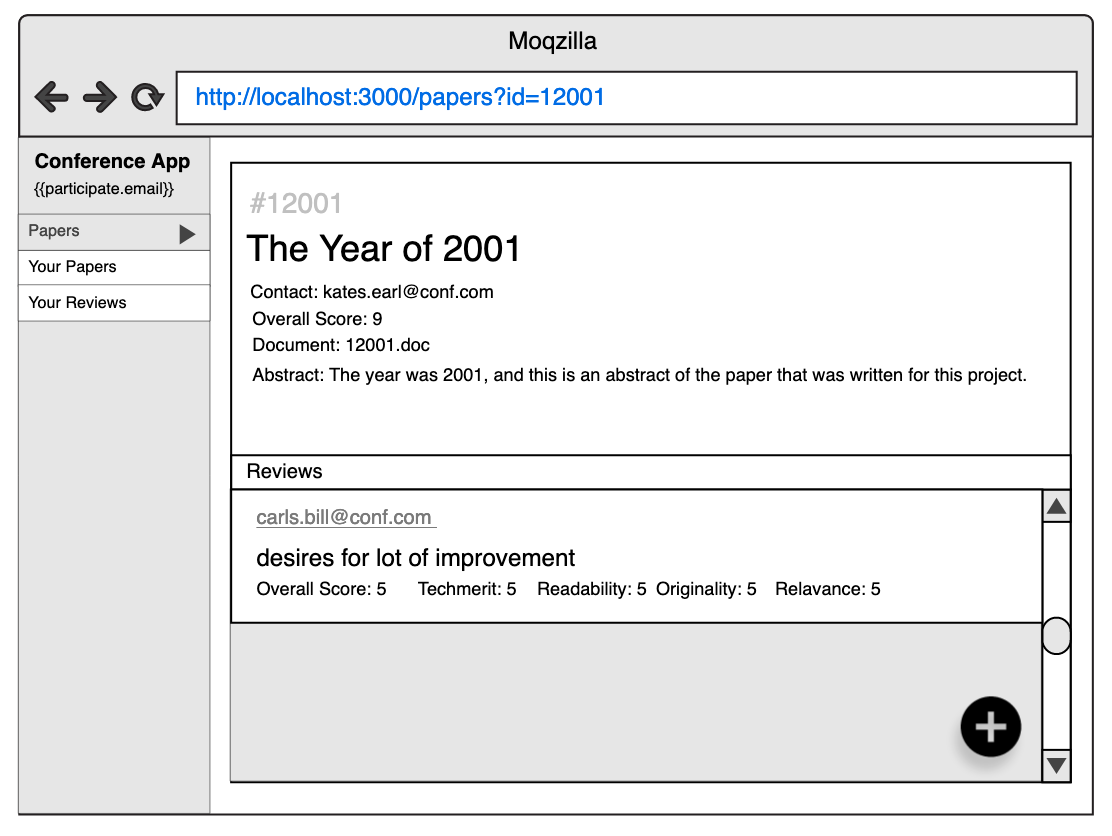 Moqzilla
http://localhost:3000/papers?id=12001
Conference App
{{participate.email}}
Papers
Your Papers
Your Reviews
#12001
The Year of 2001
Contact: kates.earl@conf.com
Overall Score: 9
Document: 12001.doc
Abstract: The year was 2001, and this is an abstract of the paper that was written for this project.
Reviews
carls.bill@conf.com
desires for lot of improvement
Overall Score: 5 Techmerit: 5 Readability: 5 Originality: 5 Relavance: 5